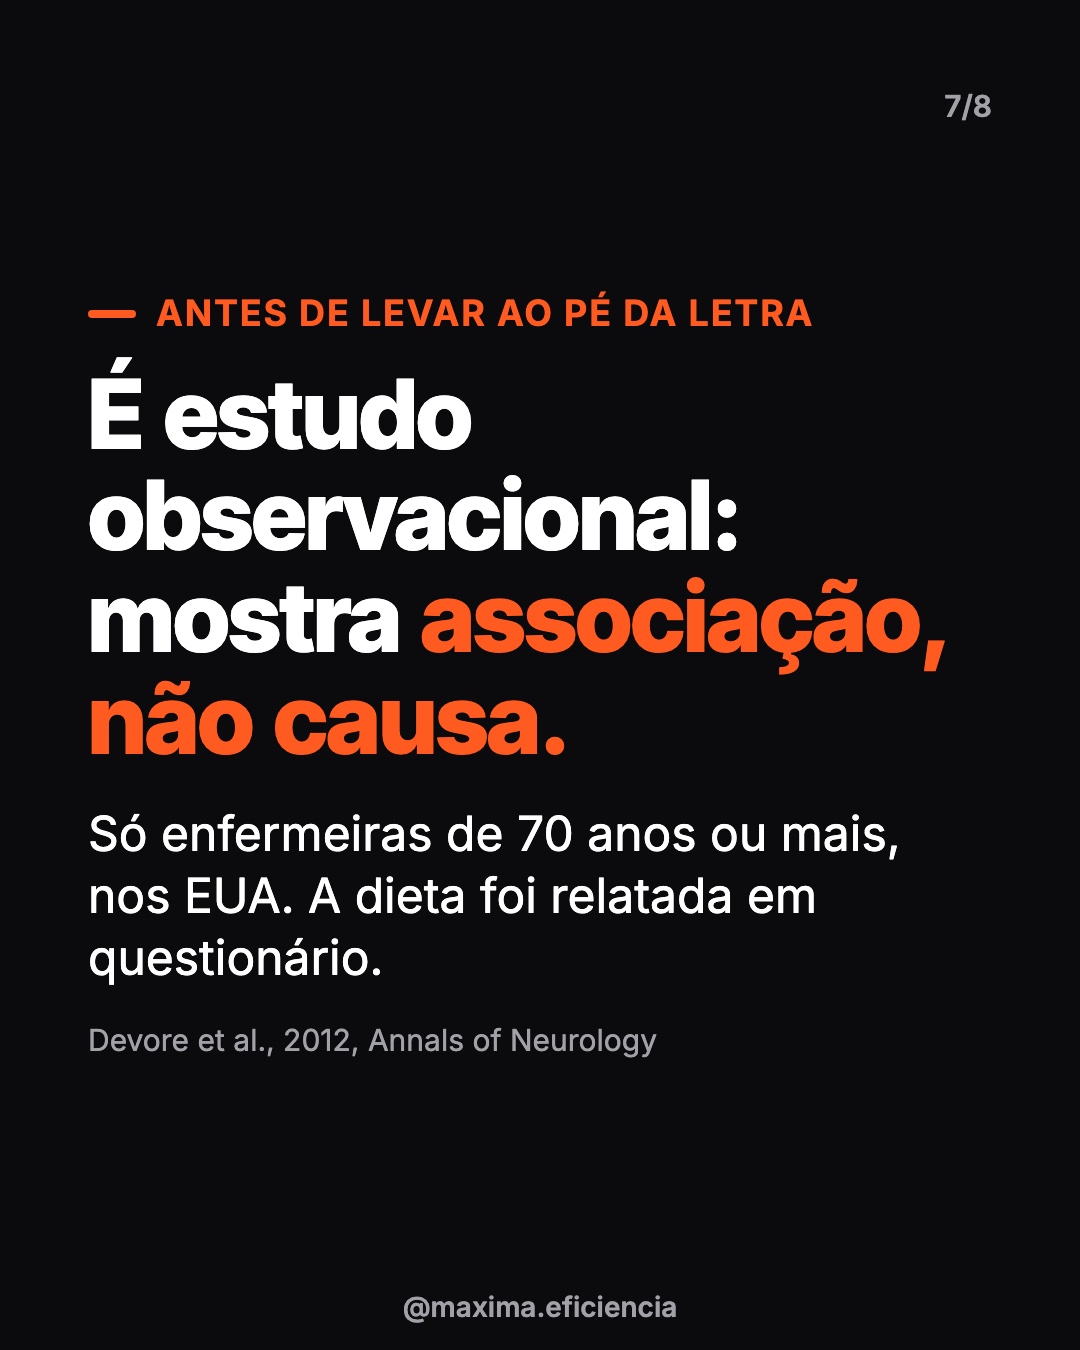 7/8
ANTES DE LEVAR AO PÉ DA LETRA
É estudo
observacional:
mostra associação,
não causa.
Só enfermeiras de 70 anos ou mais,
nos EUA. A dieta foi relatada em
questionário.
Devore et al., 2012, Annals of Neurology
@maxima.eficiencia